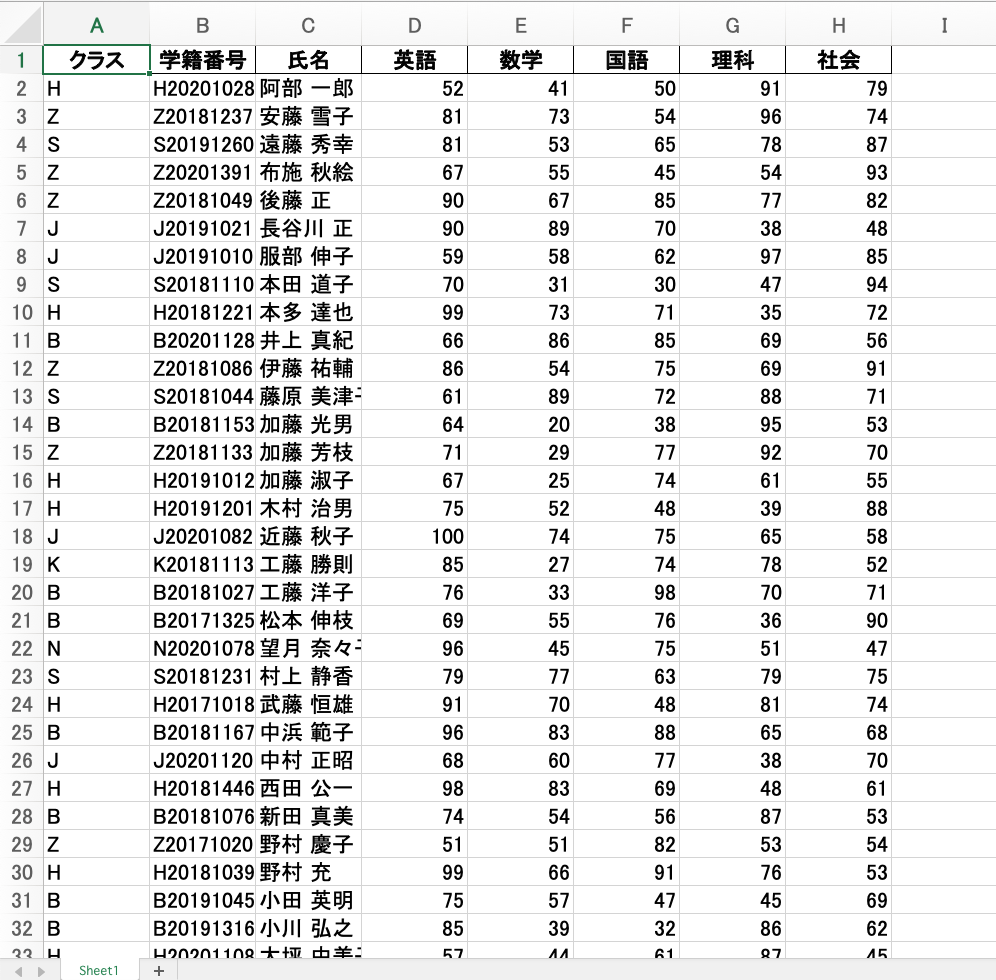 A B C D E F G H I
1 クラス 学籍番号 氏名 英語 数学 国語 理科 社会
2 H H20201028 阿部 一郎 52 41 50 91 79
3 Z Z20181237 安藤 雪子 81 73 54 96 74
4 S S20191260 遠藤 秀幸 81 53 65 78 87
5 Z Z20201391 布施 秋絵 67 55 45 54 93
6 Z Z20181049 後藤 正 90 67 85 77 82
7 J J20191021 長谷川 正 90 89 70 38 48
8 J J20191010 服部 伸子 59 58 62 97 85
9 S S20181110 本田 道子 70 31 30 47 94
10 H H20181221 本多 達也 99 73 71 35 72
11 B B20201128 井上 真紀 66 86 85 69 56
12 Z Z20181086 伊藤 祐輔 86 54 75 69 91
13 S S20181044 藤原 美津 61 89 72 88 71
14 B B20181153 加藤 光男 64 20 38 95 53
15 Z Z20181133 加藤 芳枝 71 29 77 92 70
16 H H20191012 加藤 淑子 67 25 74 61 55
17 H H20191201 木村 治男 75 52 48 39 88
18 J J20201082 近藤 秋子 100 74 75 65 58
19 K K20181113 工藤 勝則 85 27 74 78 52
20 B B20181027 工藤 洋子 76 33 98 70 71
21 B B20171325 松本 伸枝 69 55 76 36 90
22 N N20201078 望月 奈々 96 45 75 51 47
23 S S20181231 村上 静香 79 77 63 79 75
24 H H20171018 武藤 恒雄 91 70 48 81 74
25 B B20181167 中浜 範子 96 83 88 65 68
26 J J20201120 中村 正昭 68 60 77 38 70
27 H H20181446 西田 公一 98 83 69 48 61
28 B B20181076 新田 真美 74 54 56 87 53
29 Z Z20171020 野村 慶子 51 51 82 53 54
30 H H20181039 野村 充 99 66 91 76 53
31 B B20191045 小田 英明 75 57 47 45 69
32 B B20191316 小川 弘之 85 39 32 86 62
33 H H20201108 大坪 由美 57 44 61 87 45
Sheet1 +